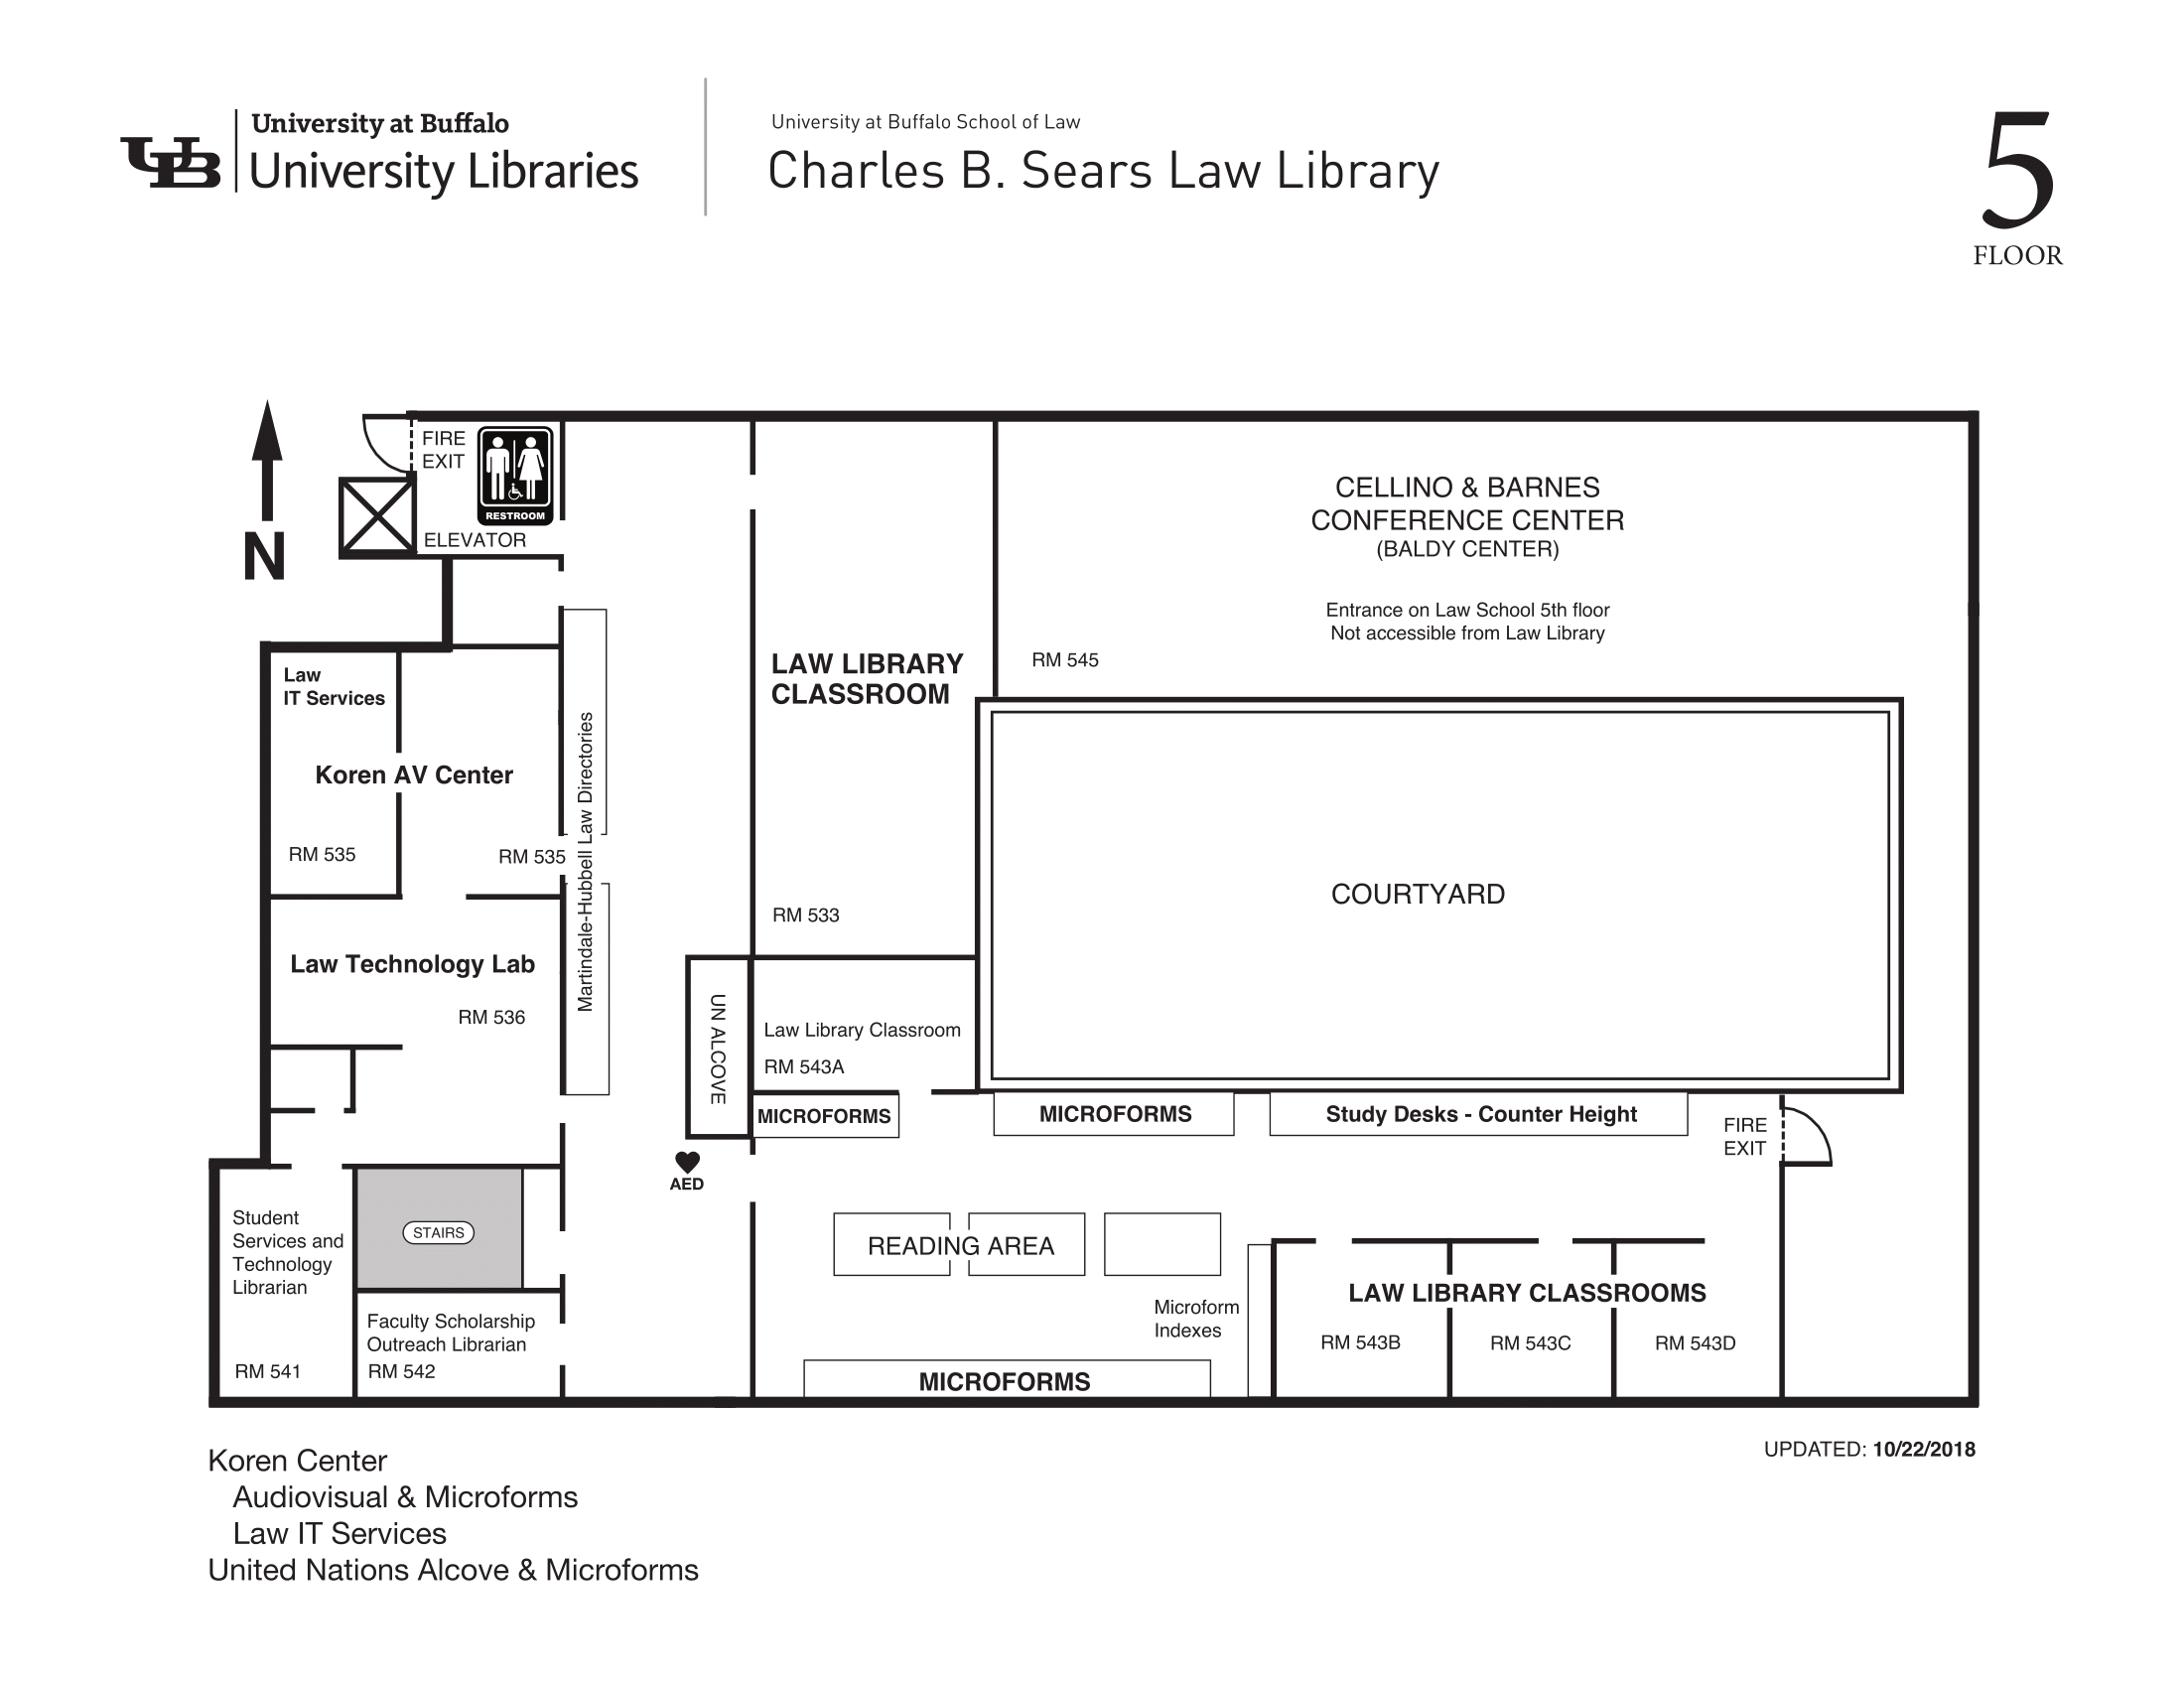 UB
University at Buffalo
University Libraries
University at Buffalo School of Law
Charles B. Sears Law Library
5
FLOOR
N
FIRE
EXIT
RESTROOM
ELEVATOR
CELLINO & BARNES
CONFERENCE CENTER
(BALDY CENTER)
Entrance on Law School 5th floor
Not accessible from Law Library
RM 545
LAW LIBRARY
CLASSROOM
RM 533
Law
IT Services
Koren AV Center
RM 535
RM 535
Martindale-Hubbell Law Directories
COURTYARD
Law Technology Lab
RM 536
UN ALCOVE
Law Library Classroom
RM 543A
MICROFORMS
MICROFORMS
Study Desks - Counter Height
FIRE
EXIT
AED
Student
Services and
Technology
Librarian
RM 541
STAIRS
Faculty Scholarship
Outreach Librarian
RM 542
READING AREA
Microform
Indexes
MICROFORMS
LAW LIBRARY CLASSROOMS
RM 543B
RM 543C
RM 543D
UPDATED: 10/22/2018
Koren Center
Audiovisual & Microforms
Law IT Services
United Nations Alcove & Microforms